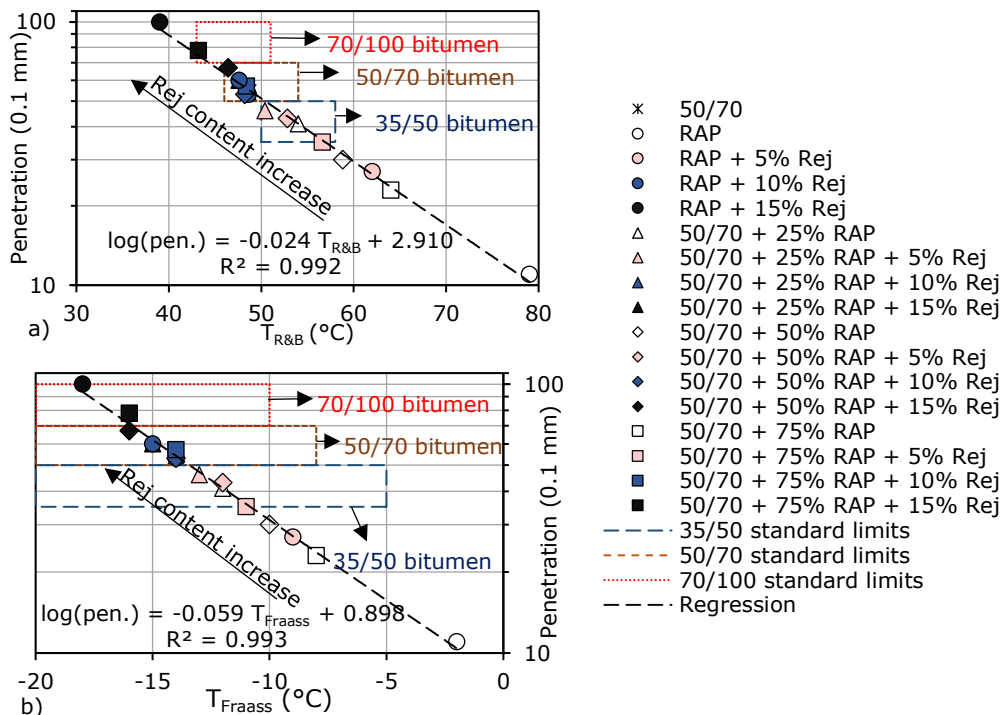 100
10
Penetration (0.1 mm)
70/100 bitumen
50/70 bitumen
35/50 bitumen
Rej content increase
log(pen.) = -0.024 T_R&B + 2.910
R² = 0.992
30 40 50 60 70 80
a)
T_R&B (°C)
100
10
Penetration (0.1 mm)
70/100 bitumen
50/70 bitumen
35/50 bitumen
Rej content increase
log(pen.) = -0.059 T_Fraass + 0.898
R² = 0.993
-20 -15 -10 -5 0
b)
T_Fraass (°C)
50/70
RAP
RAP + 5% Rej
RAP + 10% Rej
RAP + 15% Rej
50/70 + 25% RAP
50/70 + 25% RAP + 5% Rej
50/70 + 25% RAP + 10% Rej
50/70 + 25% RAP + 15% Rej
50/70 + 50% RAP
50/70 + 50% RAP + 5% Rej
50/70 + 50% RAP + 10% Rej
50/70 + 50% RAP + 15% Rej
50/70 + 75% RAP
50/70 + 75% RAP + 5% Rej
50/70 + 75% RAP + 10% Rej
50/70 + 75% RAP + 15% Rej
35/50 standard limits
50/70 standard limits
70/100 standard limits
Regression